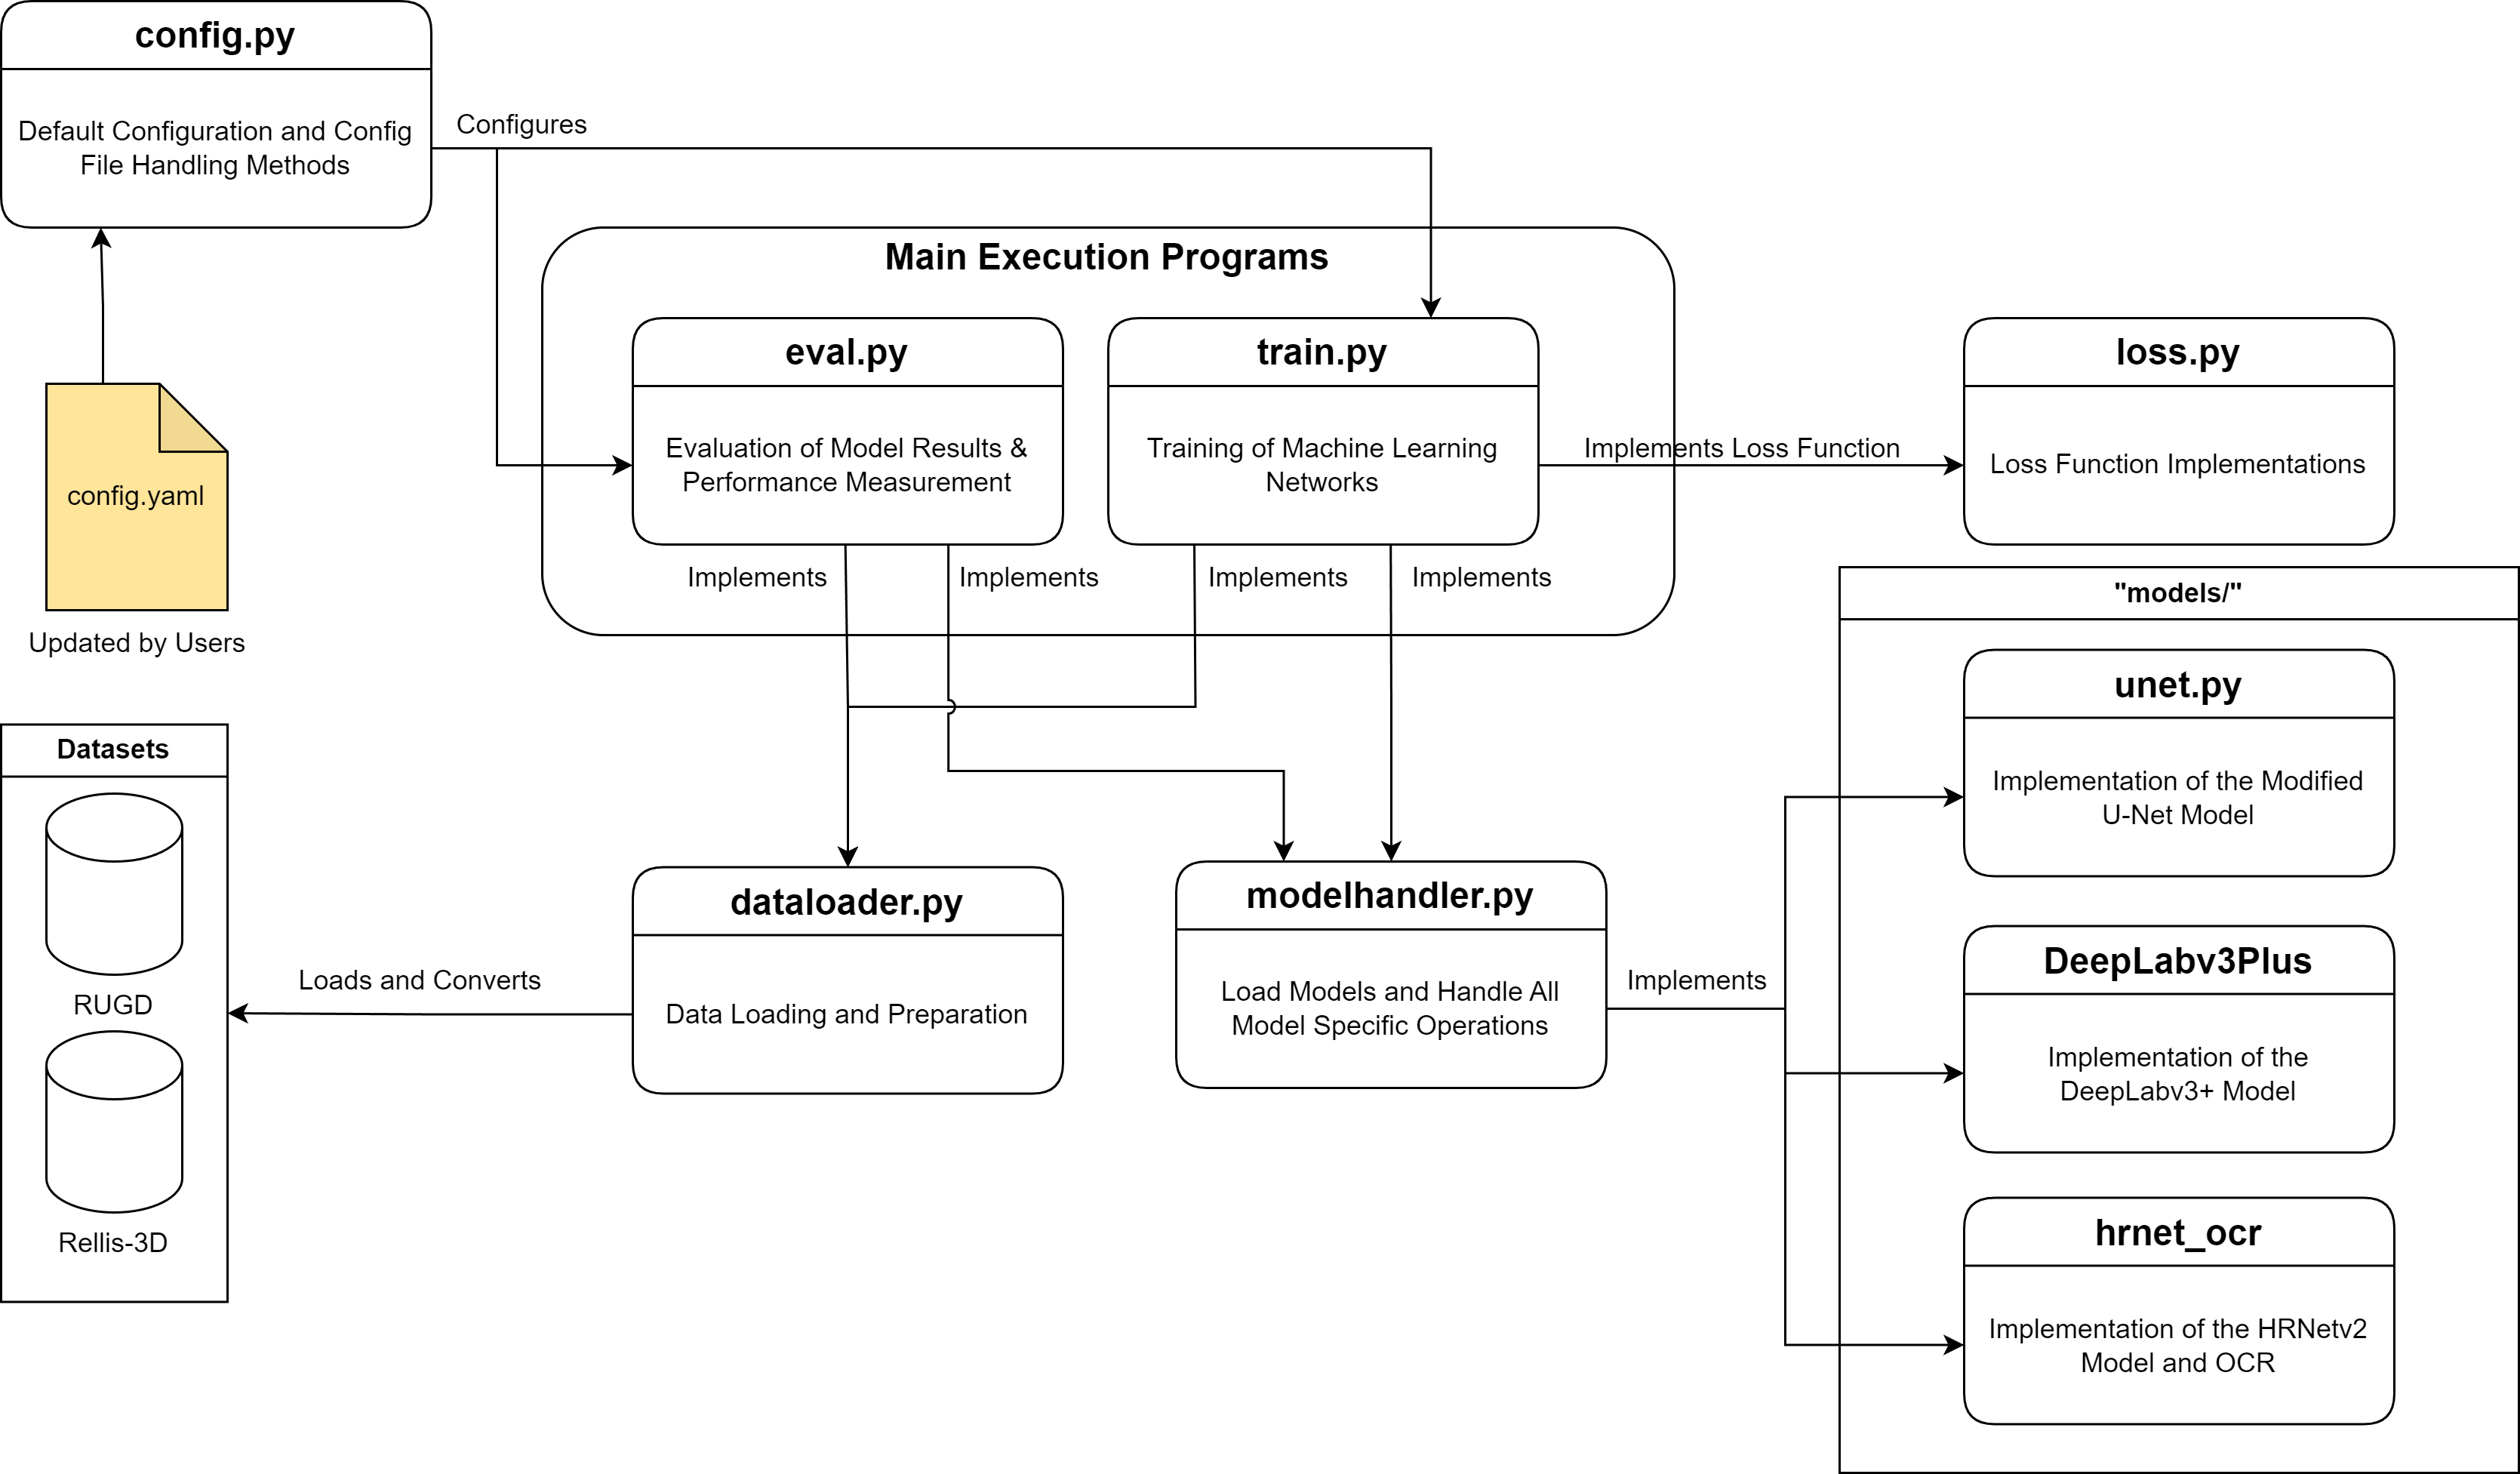 config.py
Default Configuration and Config
File Handling Methods
Configures
config.yaml
Updated by Users
Main Execution Programs
eval.py
Evaluation of Model Results &
Performance Measurement
train.py
Training of Machine Learning
Networks
Implements Loss Function
loss.py
Loss Function Implementations
Implements
Implements
Implements
Implements
Datasets
RUGD
Rellis-3D
Loads and Converts
dataloader.py
Data Loading and Preparation
modelhandler.py
Load Models and Handle All
Model Specific Operations
Implements
"models/"
unet.py
Implementation of the Modified
U-Net Model
DeepLabv3Plus
Implementation of the
DeepLabv3+ Model
hrnet_ocr
Implementation of the HRNetv2
Model and OCR